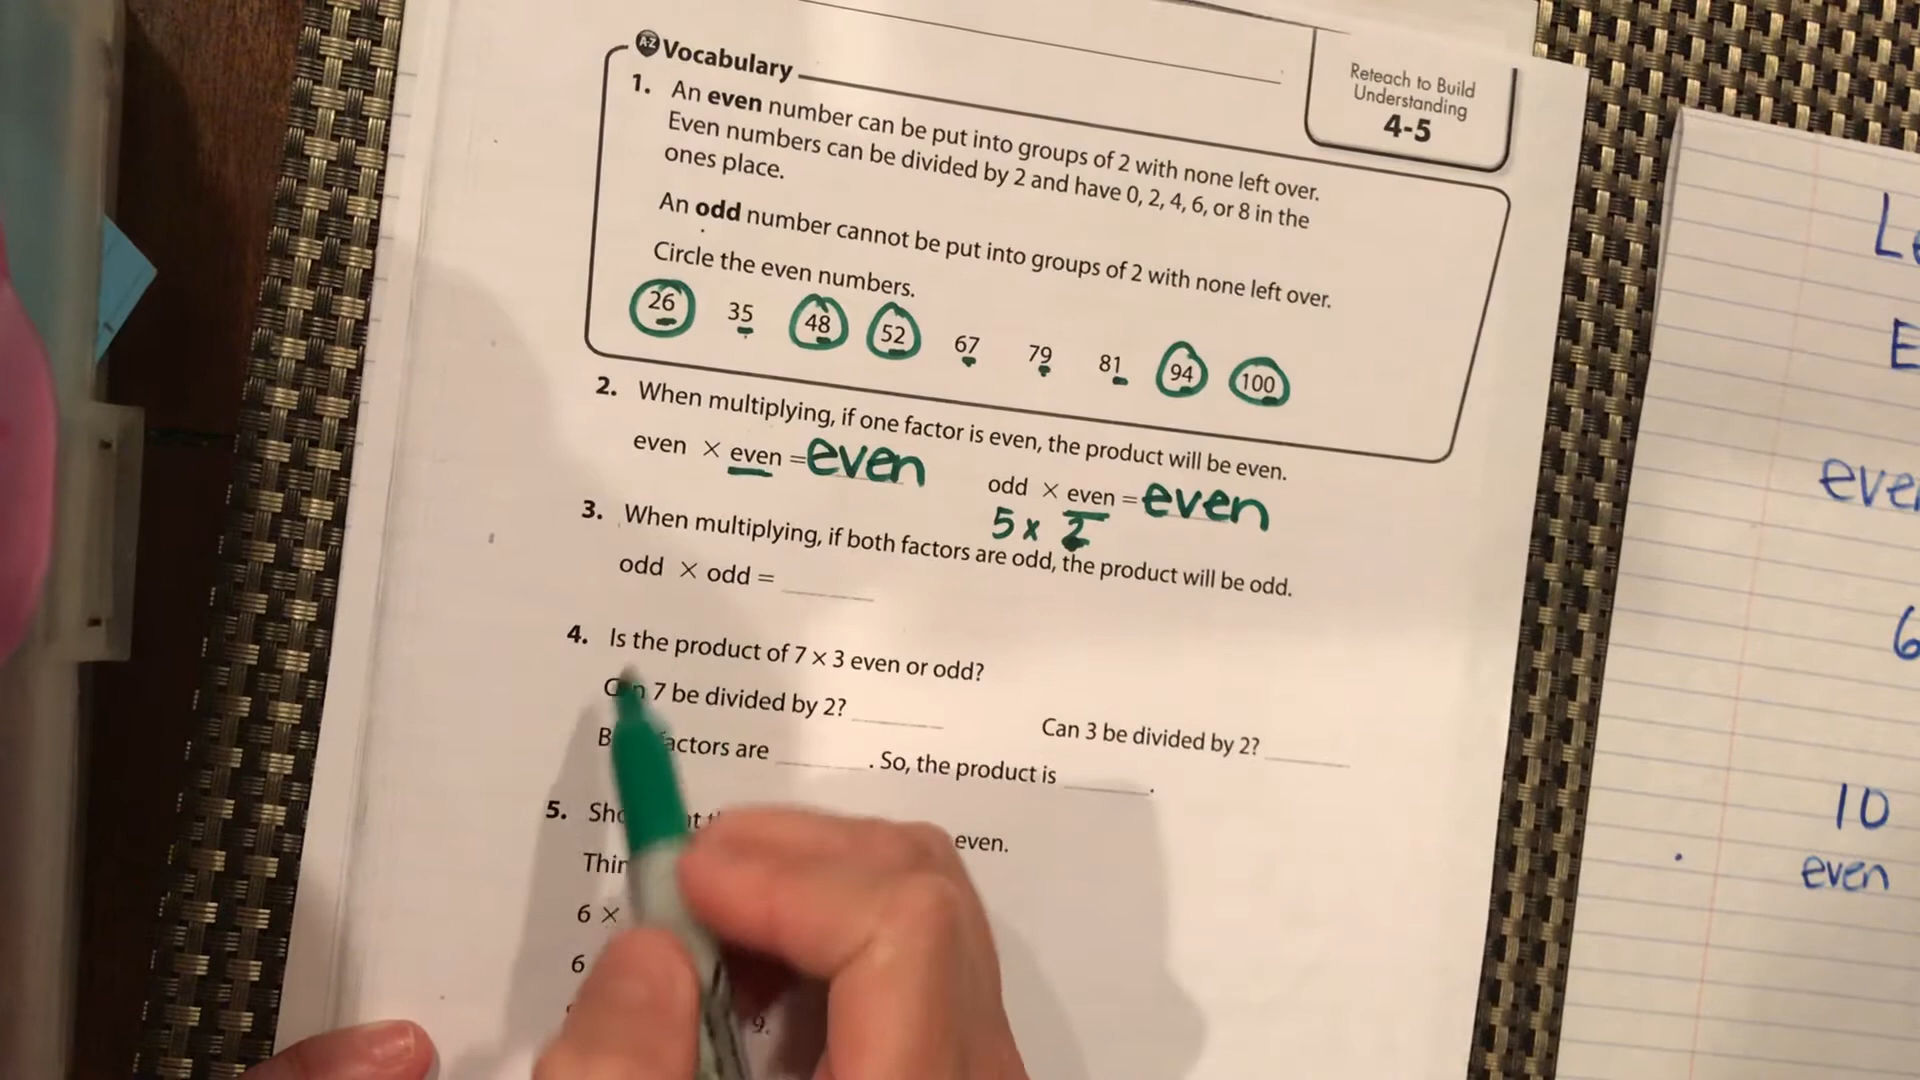 Reteach to Build
Understanding
4-5
A-Z Vocabulary
1. An even number can be put into groups of 2 with none left over.
Even numbers can be divided by 2 and have 0, 2, 4, 6, or 8 in the
ones place.
An odd number cannot be put into groups of 2 with none left over.
Circle the even numbers.
26 35 48 52 67 79 81 94 100
2. When multiplying, if one factor is even, the product will be even.
even × even = even odd × even = even
5 x 2
3. When multiplying, if both factors are odd, the product will be odd.
odd × odd =
4. Is the product of 7 × 3 even or odd?
7 be divided by 2? Can 3 be divided by 2?
are . So, the product is .
5. even.
6 ×
6
9.
6
10
even